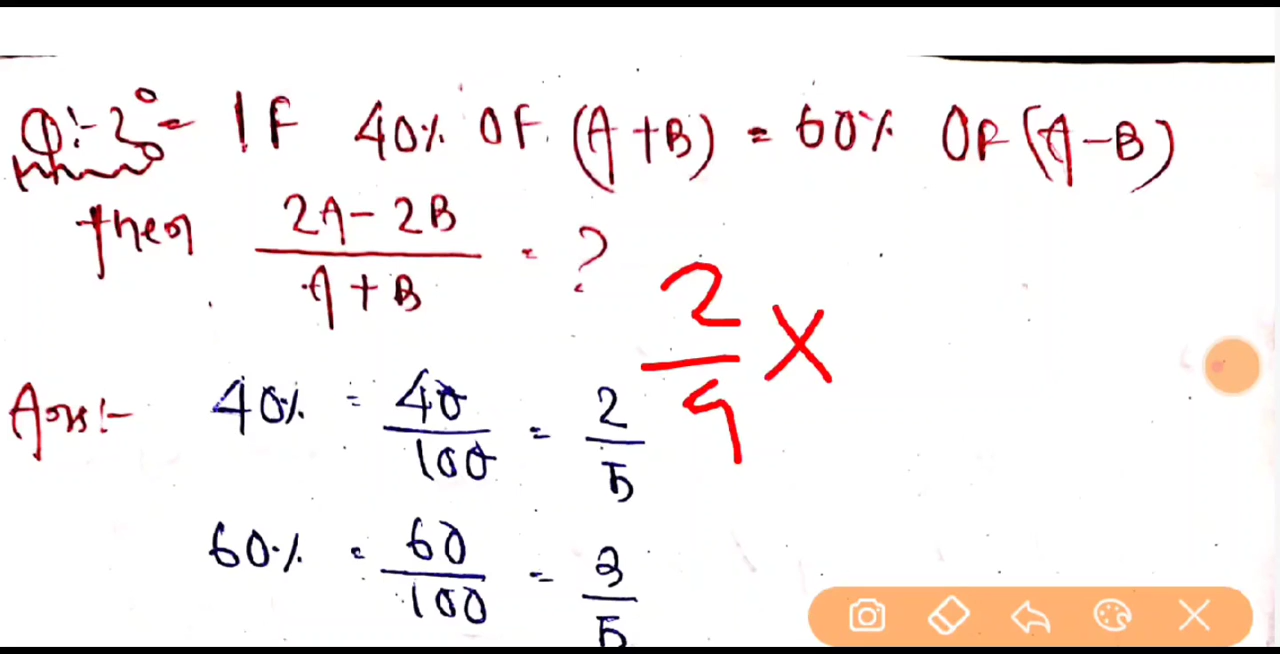 Q:-3= IF 40% OF (A+B) = 60% OF (A-B)
then 2A-2B / A+B = ?
2/9 ×
Ans:- 40% = 40/100 = 2/5
60% = 60/100 = 3/5